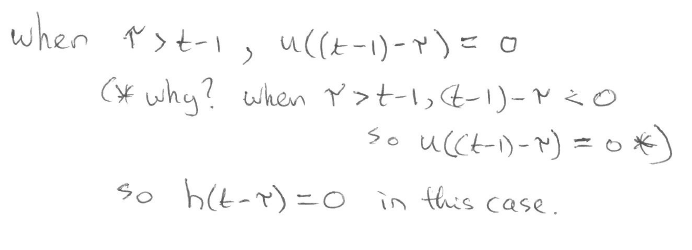 when τ>t-1, u((t-1)-τ)=0
(* why? when τ>t-1, (t-1)-τ<0
so u((t-1)-τ)=0 *)
so h(t-τ)=0 in this case.